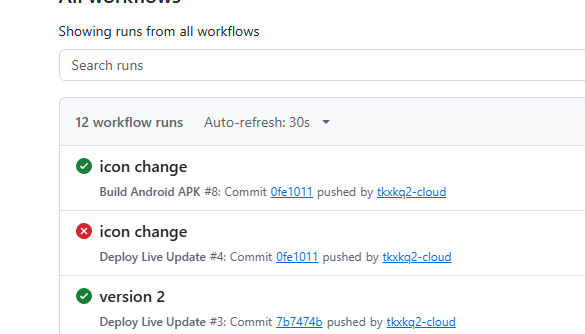 All workflows
Showing runs from all workflows
Search runs
12 workflow runs Auto-refresh: 30s
icon change
Build Android APK #8: Commit 0fe1011 pushed by tkxkq2-cloud
icon change
Deploy Live Update #4: Commit 0fe1011 pushed by tkxkq2-cloud
version 2
Deploy Live Update #3: Commit 7b7474b pushed by tkxkq2-cloud